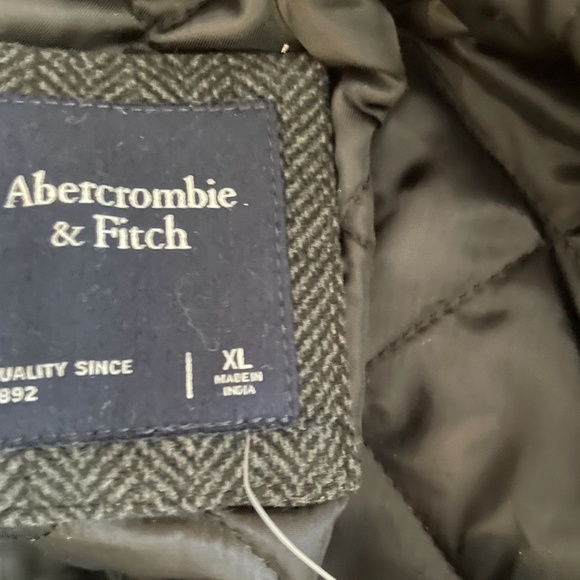 Abercrombie
& Fitch
UALITY SINCE
892
XL
MADE IN
INDIA